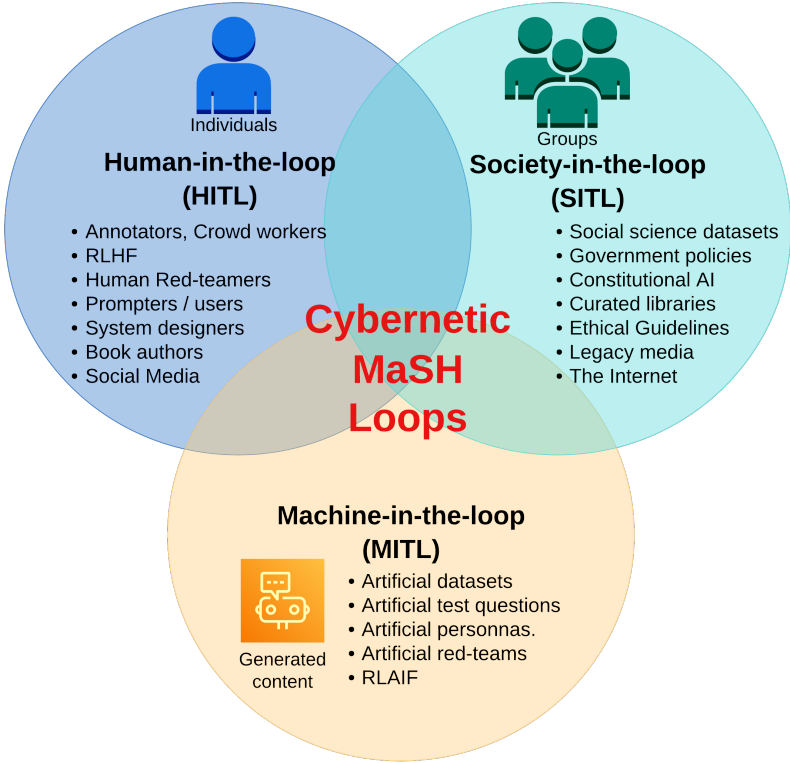 Individuals
Human-in-the-loop
(HITL)
• Annotators, Crowd workers
• RLHF
• Human Red-teamers
• Prompters / users
• System designers
• Book authors
• Social Media
Groups
Society-in-the-loop
(SITL)
• Social science datasets
• Government policies
• Constitutional AI
• Curated libraries
• Ethical Guidelines
• Legacy media
• The Internet
Cybernetic
MaSH
Loops
Machine-in-the-loop
(MITL)
Generated
content
• Artificial datasets
• Artificial test questions
• Artificial personnas.
• Artificial red-teams
• RLAIF